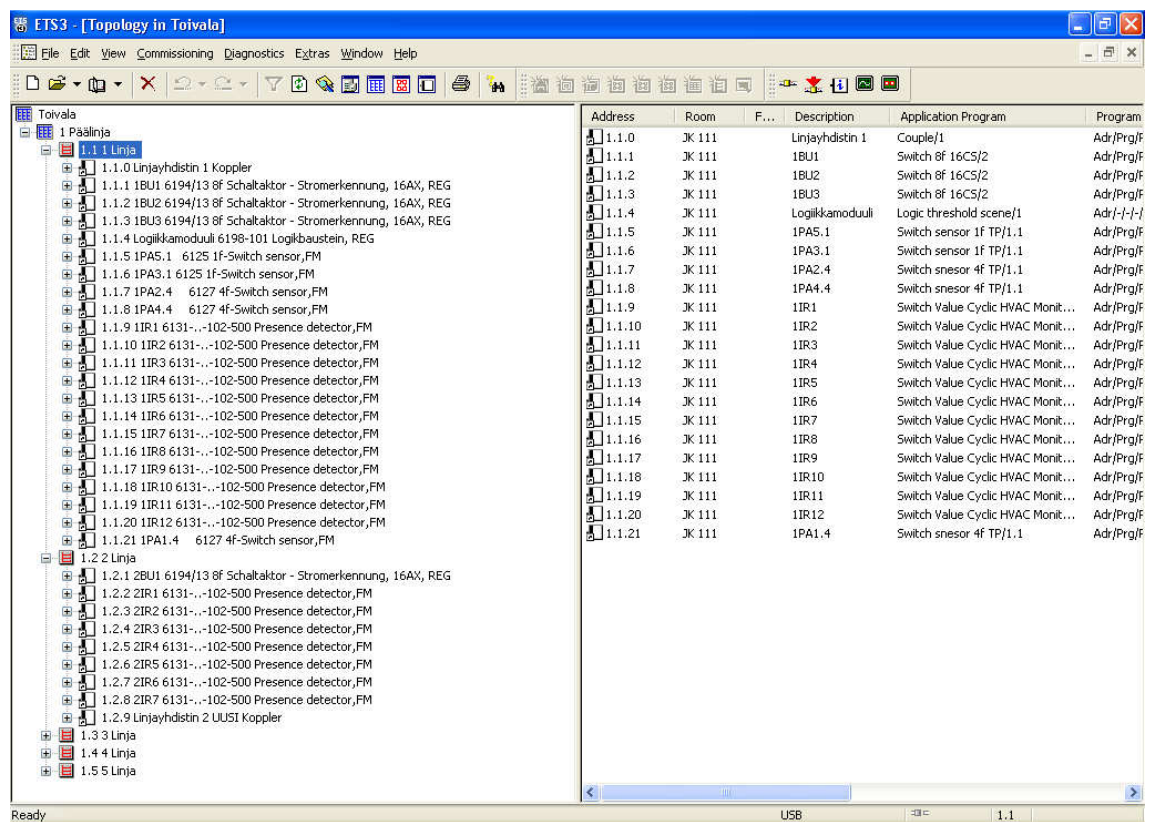 ETS3 - [Topology in Toivala]
File Edit View Commissioning Diagnostics Extras Window Help
Toivala
1 Päälinja
1.1 1 Linja
1.1.0 Linjayhdistin 1 Koppler
1.1.1 1BU1 6194/13 8f Schaltaktor - Stromerkennung, 16AX, REG
1.1.2 1BU2 6194/13 8f Schaltaktor - Stromerkennung, 16AX, REG
1.1.3 1BU3 6194/13 8f Schaltaktor - Stromerkennung, 16AX, REG
1.1.4 Logiikkamoduuli 6198-101 Logikbaustein, REG
1.1.5 1PA5.1 6125 1f-Switch sensor,FM
1.1.6 1PA3.1 6125 1f-Switch sensor,FM
1.1.7 1PA2.4 6127 4f-Switch sensor,FM
1.1.8 1PA4.4 6127 4f-Switch sensor,FM
1.1.9 1IR1 6131-..-102-500 Presence detector,FM
1.1.10 1IR2 6131-..-102-500 Presence detector,FM
1.1.11 1IR3 6131-..-102-500 Presence detector,FM
1.1.12 1IR4 6131-..-102-500 Presence detector,FM
1.1.13 1IR5 6131-..-102-500 Presence detector,FM
1.1.14 1IR6 6131-..-102-500 Presence detector,FM
1.1.15 1IR7 6131-..-102-500 Presence detector,FM
1.1.16 1IR8 6131-..-102-500 Presence detector,FM
1.1.17 1IR9 6131-..-102-500 Presence detector,FM
1.1.18 1IR10 6131-..-102-500 Presence detector,FM
1.1.19 1IR11 6131-..-102-500 Presence detector,FM
1.1.20 1IR12 6131-..-102-500 Presence detector,FM
1.1.21 1PA1.4 6127 4f-Switch sensor,FM
1.2 2 Linja
1.2.1 2BU1 6194/13 8f Schaltaktor - Stromerkennung, 16AX, REG
1.2.2 2IR1 6131-..-102-500 Presence detector,FM
1.2.3 2IR2 6131-..-102-500 Presence detector,FM
1.2.4 2IR3 6131-..-102-500 Presence detector,FM
1.2.5 2IR4 6131-..-102-500 Presence detector,FM
1.2.6 2IR5 6131-..-102-500 Presence detector,FM
1.2.7 2IR6 6131-..-102-500 Presence detector,FM
1.2.8 2IR7 6131-..-102-500 Presence detector,FM
1.2.9 Linjayhdistin 2 UUSI Koppler
1.3 3 Linja
1.4 4 Linja
1.5 5 Linja
Address Room F... Description Application Program Program
1.1.0 JK 111 Linjayhdistin 1 Couple/1 Adr/Prg/P
1.1.1 JK 111 1BU1 Switch 8f 16CS/2 Adr/Prg/P
1.1.2 JK 111 1BU2 Switch 8f 16CS/2 Adr/Prg/P
1.1.3 JK 111 1BU3 Switch 8f 16CS/2 Adr/Prg/P
1.1.4 JK 111 Logiikkamoduuli Logic threshold scene/1 Adr/-/-/-/
1.1.5 JK 111 1PA5.1 Switch sensor 1f TP/1.1 Adr/Prg/P
1.1.6 JK 111 1PA3.1 Switch sensor 1f TP/1.1 Adr/Prg/P
1.1.7 JK 111 1PA2.4 Switch snesor 4f TP/1.1 Adr/Prg/P
1.1.8 JK 111 1PA4.4 Switch snesor 4f TP/1.1 Adr/Prg/P
1.1.9 JK 111 1IR1 Switch Value Cyclic HVAC Monit... Adr/Prg/P
1.1.10 JK 111 1IR2 Switch Value Cyclic HVAC Monit... Adr/Prg/P
1.1.11 JK 111 1IR3 Switch Value Cyclic HVAC Monit... Adr/Prg/P
1.1.12 JK 111 1IR4 Switch Value Cyclic HVAC Monit... Adr/Prg/P
1.1.13 JK 111 1IR5 Switch Value Cyclic HVAC Monit... Adr/Prg/P
1.1.14 JK 111 1IR6 Switch Value Cyclic HVAC Monit... Adr/Prg/P
1.1.15 JK 111 1IR7 Switch Value Cyclic HVAC Monit... Adr/Prg/P
1.1.16 JK 111 1IR8 Switch Value Cyclic HVAC Monit... Adr/Prg/P
1.1.17 JK 111 1IR9 Switch Value Cyclic HVAC Monit... Adr/Prg/P
1.1.18 JK 111 1IR10 Switch Value Cyclic HVAC Monit... Adr/Prg/P
1.1.19 JK 111 1IR11 Switch Value Cyclic HVAC Monit... Adr/Prg/P
1.1.20 JK 111 1IR12 Switch Value Cyclic HVAC Monit... Adr/Prg/P
1.1.21 JK 111 1PA1.4 Switch snesor 4f TP/1.1 Adr/Prg/P
Ready USB 1.1